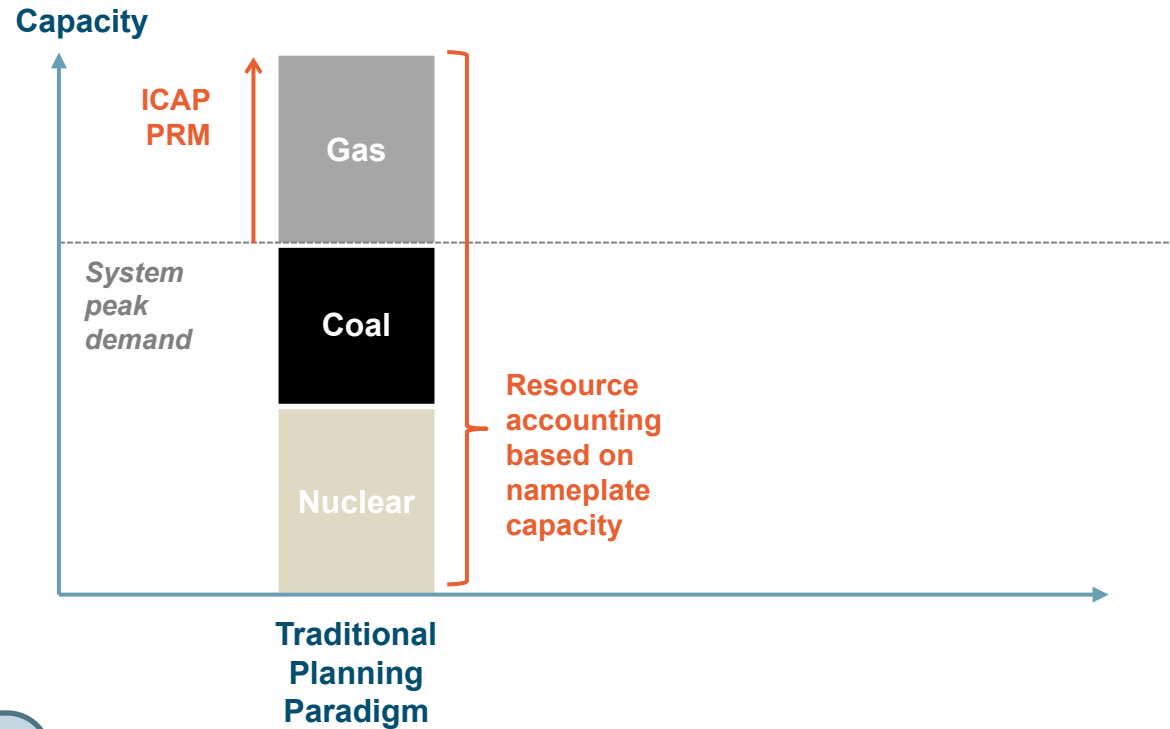 Capacity
ICAP
PRM
Gas
System
peak
demand
Coal
Resource
accounting
based on
nameplate
capacity
Nuclear
Traditional
Planning
Paradigm